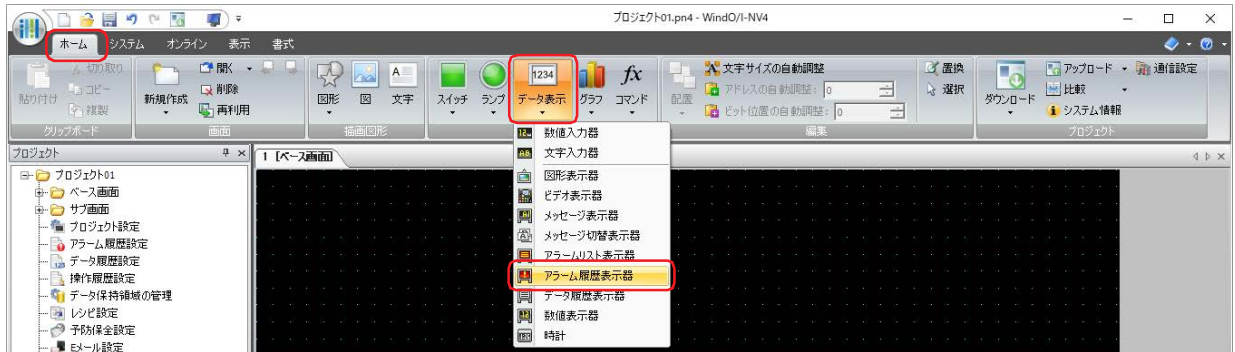 プロジェクト01.pn4 - WindO/I-NV4
ホーム システム オンライン 表示 書式
貼り付け 切り取り コピー 複製
新規作成 開く 削除 再利用
図形 図 文字
スイッチ ランプ データ表示 グラフ コマンド
1234
fx
配置 文字サイズの自動調整
アドレスの自動調整: 0
ビット位置の自動調整: 0
置換 選択
ダウンロード アップロード 比較 システム情報 通信設定
クリップボード 画面 描画図形 編集 プロジェクト
プロジェクト
プロジェクト01
ベース画面
サブ画面
プロジェクト設定
アラーム履歴設定
データ履歴設定
操作履歴設定
データ保持領域の管理
レシピ設定
予防保全設定
Eメール設定
1 [ベース画面]
数値入力器
文字入力器
図形表示器
ビデオ表示器
メッセージ表示器
メッセージ切替表示器
アラームリスト表示器
アラーム履歴表示器
データ履歴表示器
数値表示器
時計